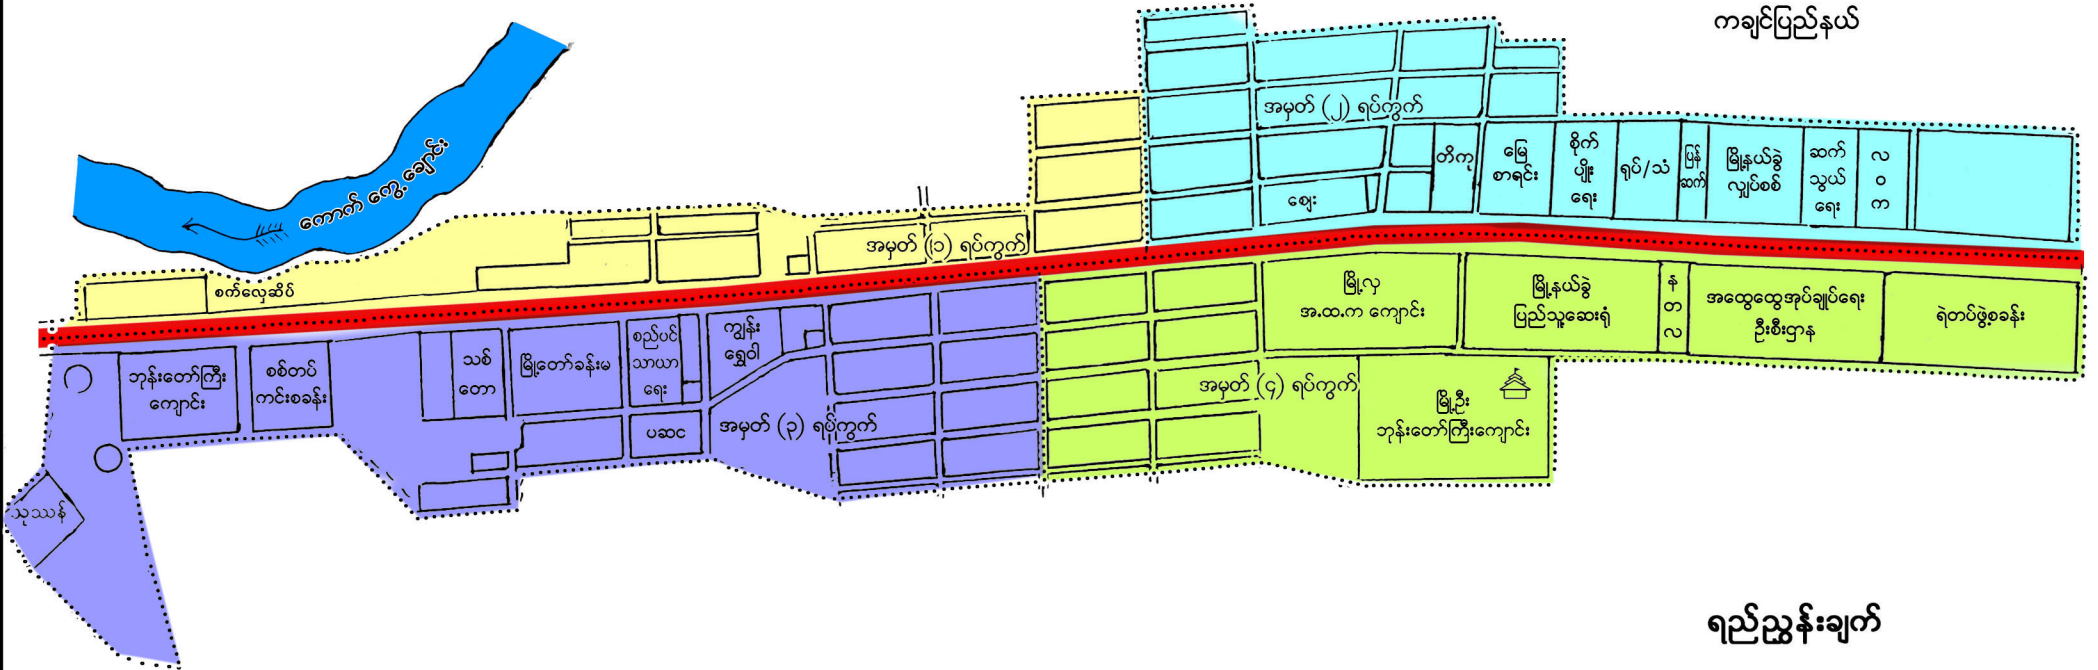 ကချင်ပြည်နယ်
ကောက်ကွေ့ချောင်း
အမှတ် (၂) ရပ်ကွက်
တိကု
မြေ
စာရင်း
စိုက်
ပျိုး
ရေး
ရုပ်/သံ
ပြန်
ဆက်
မြို့နယ်ခွဲ
လျှပ်စစ်
ဆက်
သွယ်
ရေး
လ
ဝ
က
ဈေး
အမှတ် (၁) ရပ်ကွက်
စက်လှေဆိပ်
မြို့လှ
အ.ထ.က ကျောင်း
မြို့နယ်ခွဲ
ပြည်သူ့ဆေးရုံ
န
တ
လ
အထွေထွေအုပ်ချုပ်ရေး
ဦးစီးဌာန
ရဲတပ်ဖွဲ့စခန်း
ဘုန်းတော်ကြီး
ကျောင်း
စစ်တပ်
ကင်းစခန်း
သစ်
တော
မြို့တော်ခန်းမ
စည်ပင်
သာယာ
ရေး
ကျွန်း
ရွှေဝါ
ပဆင
အမှတ် (၃) ရပ်ကွက်
အမှတ် (၄) ရပ်ကွက်
မြို့ဦး
ဘုန်းတော်ကြီးကျောင်း
သုဿန်
ရည်ညွှန်းချက်